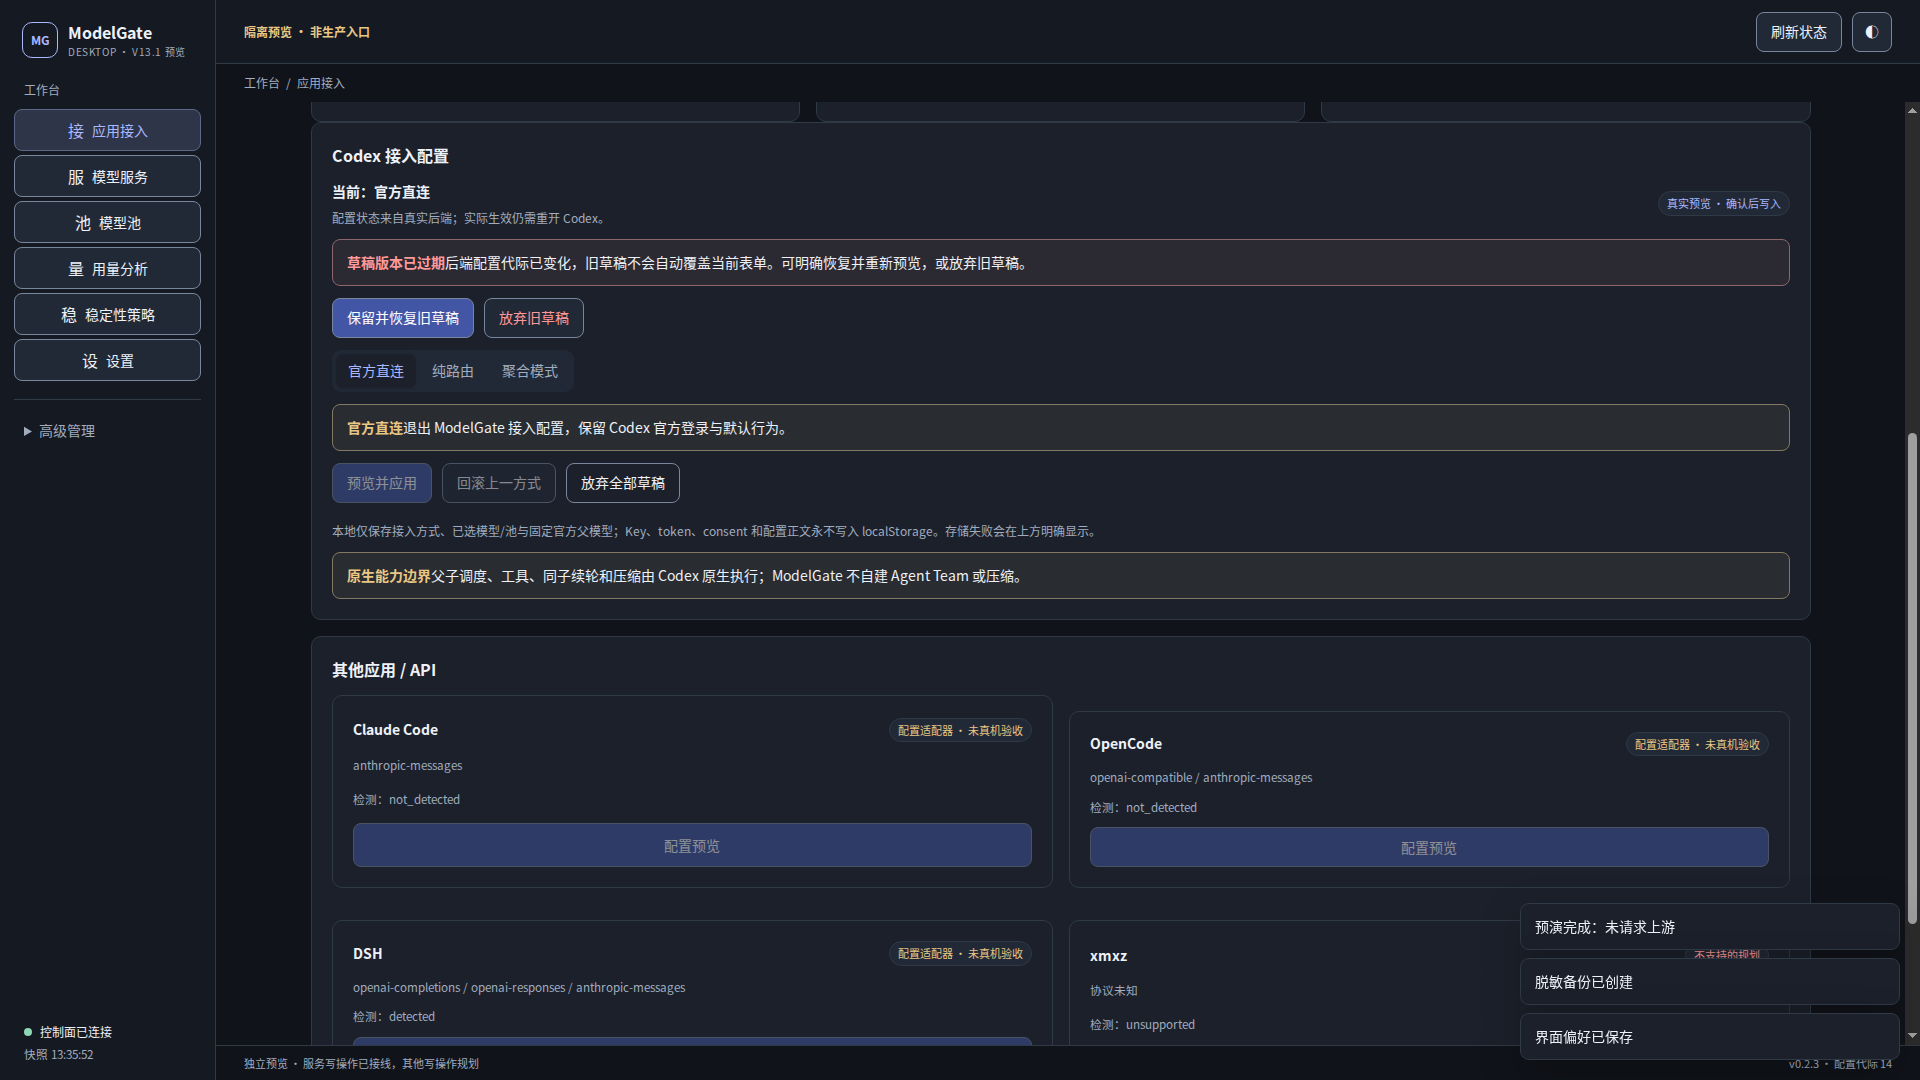 MG
ModelGate
DESKTOP · V13.1 预览
工作台
接 应用接入
服 模型服务
池 模型池
量 用量分析
稳 稳定性策略
设 设置
▶ 高级管理
控制面已连接
快照 13:35:52
隔离预览 · 非生产入口
刷新状态
工作台 / 应用接入
Codex 接入配置
当前：官方直连
配置状态来自真实后端；实际生效仍需重开 Codex。
真实预览 · 确认后写入
草稿版本已过期后端配置代际已变化，旧草稿不会自动覆盖当前表单。可明确恢复并重新预览，或放弃旧草稿。
保留并恢复旧草稿 放弃旧草稿
官方直连 纯路由 聚合模式
官方直连退出 ModelGate 接入配置，保留 Codex 官方登录与默认行为。
预览并应用 回滚上一方式 放弃全部草稿
本地仅保存接入方式、已选模型/池与固定官方父模型；Key、token、consent 和配置正文永不写入 localStorage。存储失败会在上方明确显示。
原生能力边界父子调度、工具、同子续轮和压缩由 Codex 原生执行；ModelGate 不自建 Agent Team 或压缩。
其他应用 / API
Claude Code
配置适配器 · 未真机验收
anthropic-messages
检测：not_detected
配置预览
OpenCode
配置适配器 · 未真机验收
openai-compatible / anthropic-messages
检测：not_detected
配置预览
DSH
配置适配器 · 未真机验收
openai-completions / openai-responses / anthropic-messages
检测：detected
xmxz
不支持的规划
协议未知
检测：unsupported
预演完成：未请求上游
脱敏备份已创建
界面偏好已保存
独立预览 · 服务写操作已接线，其他写操作规划
v0.2.3 · 配置代际 14